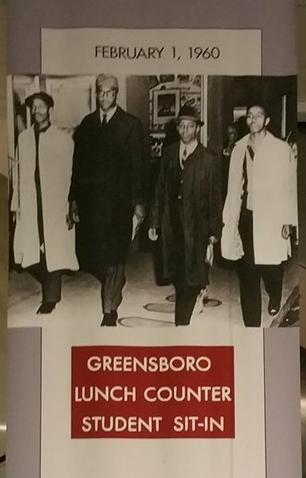 FEBRUARY 1, 1960
GREENSBORO
LUNCH COUNTER
STUDENT SIT-IN